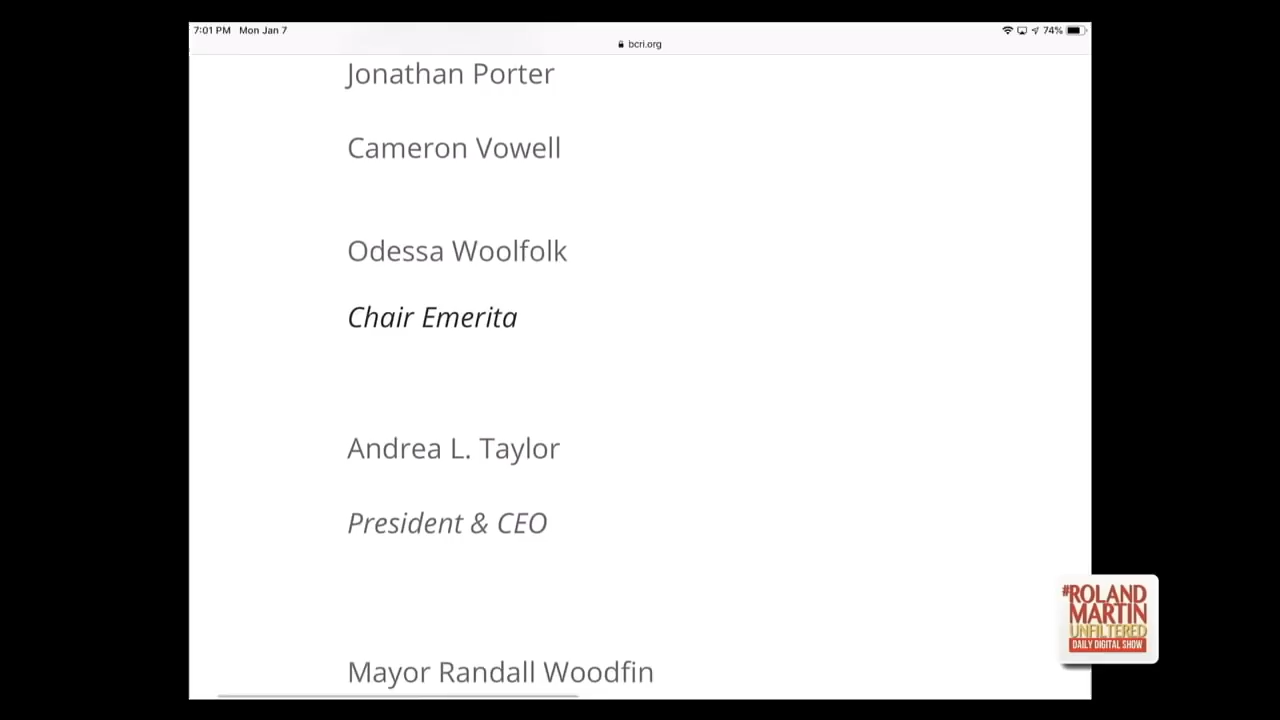 7:01 PM Mon Jan 7
74%
bcri.org
Jonathan Porter
Cameron Vowell
Odessa Woolfolk
Chair Emerita
Andrea L. Taylor
President & CEO
Mayor Randall Woodfin
#ROLAND
MARTIN
UNFILTERED
DAILY DIGITAL SHOW